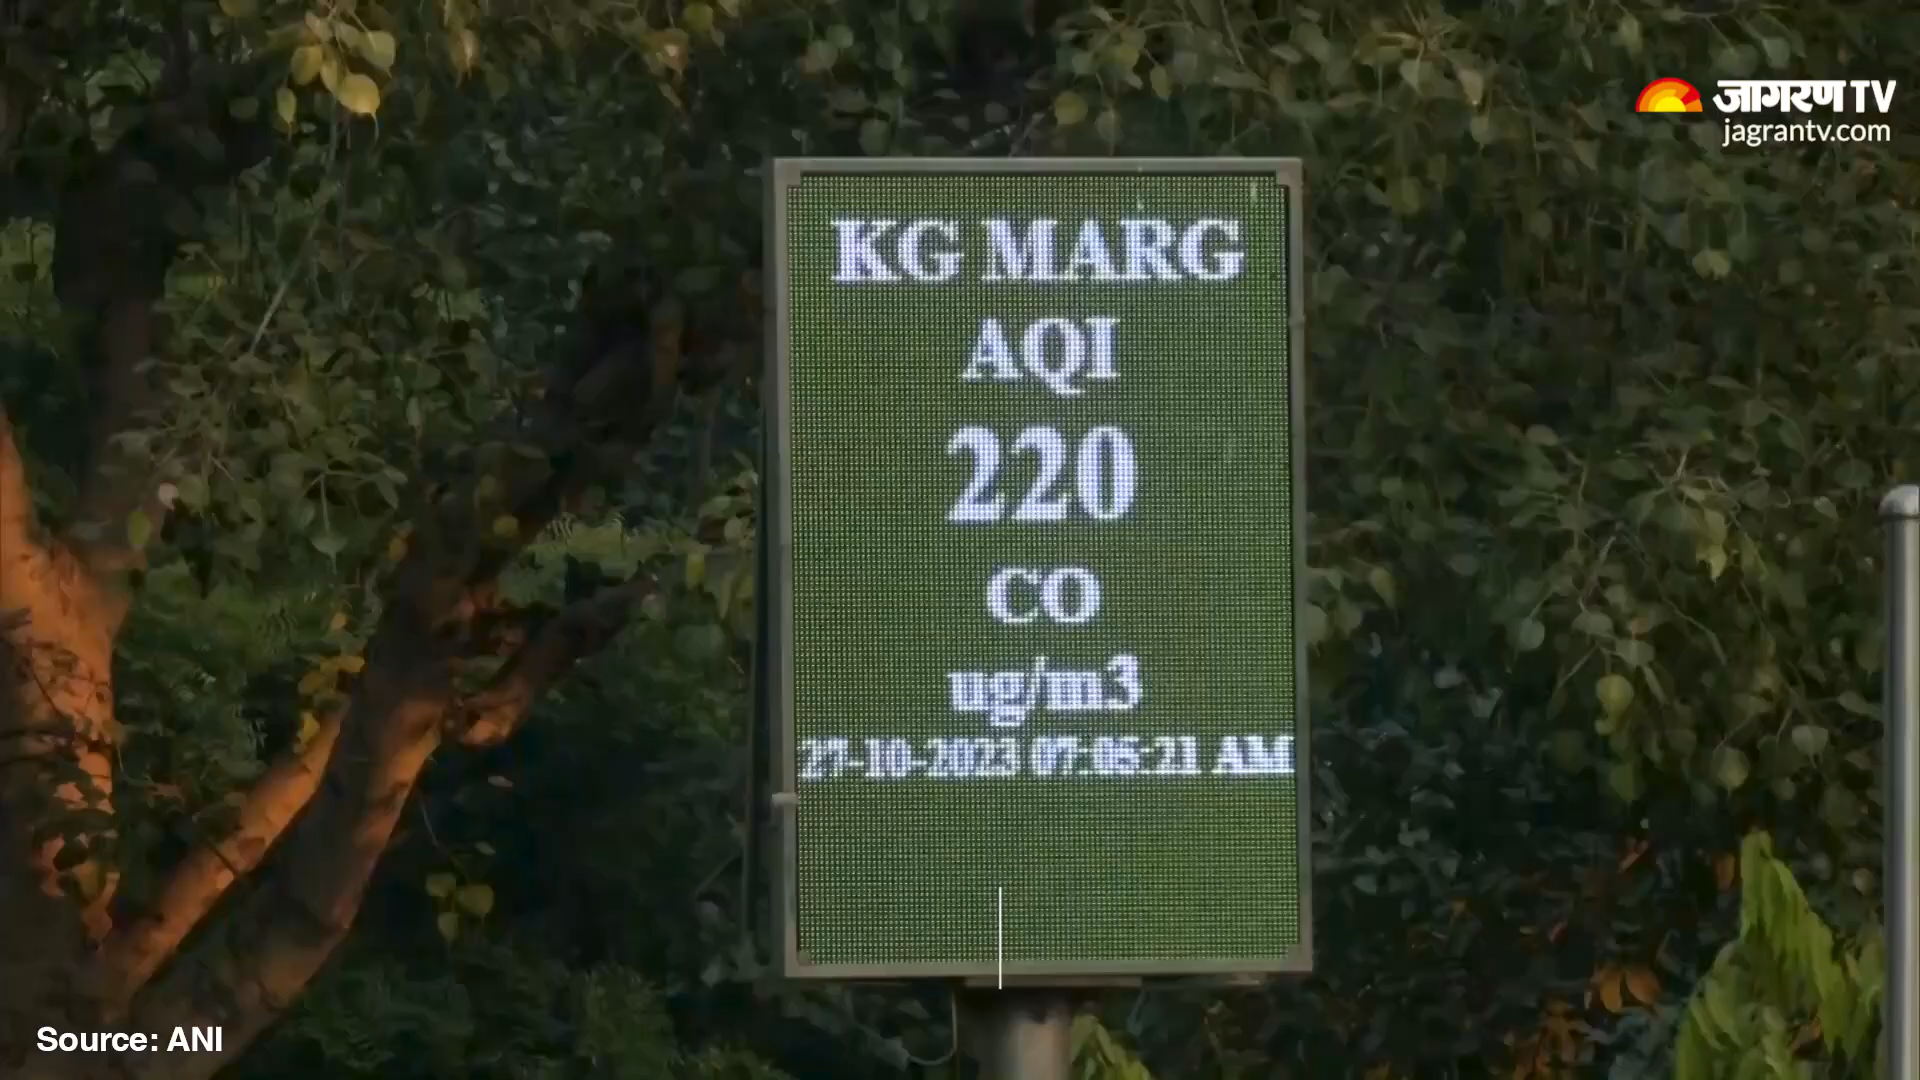 जागरण TV
jagrantv.com
KG MARG
AQI
220
CO
ug/m3
27-10-2023 07:06:21 AM
Source: ANI